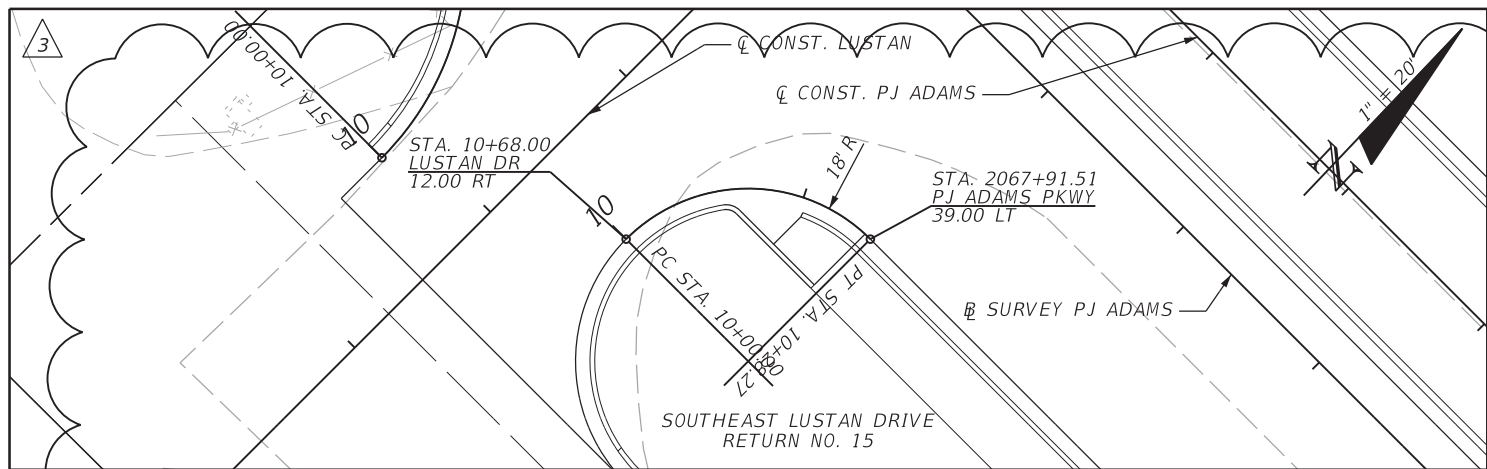 3
PC STA. 10+00.00
10
℄ CONST. LUSTAN
℄ CONST. PJ ADAMS
1" = 20'
N
STA. 10+68.00
LUSTAN DR
12.00 RT
18' R
STA. 2067+91.51
PJ ADAMS PKWY
39.00 LT
10
PC STA. 10+00.00
PT STA. 10+28.27
BL SURVEY PJ ADAMS
SOUTHEAST LUSTAN DRIVE
RETURN NO. 15